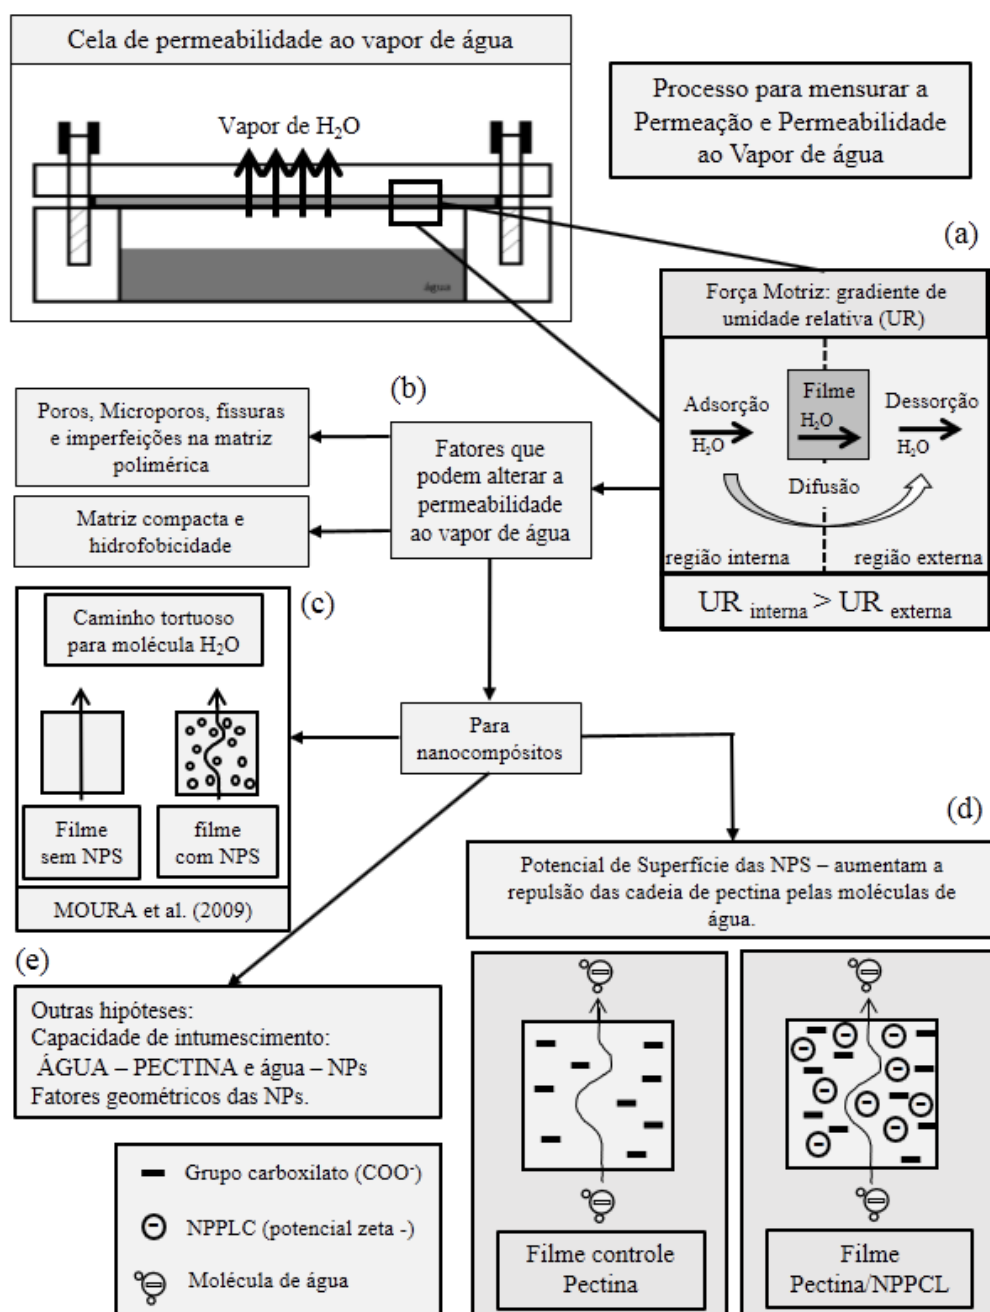 Cela de permeabilidade ao vapor de água
Vapor de H₂O
água
Processo para mensurar a
Permeação e Permeabilidade
ao Vapor de água
(a)
Força Motriz: gradiente de
umidade relativa (UR)
Adsorção
H₂O
Filme
H₂O
Dessorção
H₂O
Difusão
região interna
região externa
UR interna > UR externa
(b)
Poros, Microporos, fissuras
e imperfeições na matriz
polimérica
Matriz compacta e
hidrofobicidade
Fatores que
podem alterar a
permeabilidade
ao vapor de água
(c)
Caminho tortuoso
para molécula H₂O
Filme
sem NPS
filme
com NPS
MOURA et al. (2009)
Para
nanocompósitos
(d)
Potencial de Superfície das NPS – aumentam a
repulsão das cadeia de pectina pelas moléculas de
água.
Filme controle
Pectina
Filme
Pectina/NPPCL
(e)
Outras hipóteses:
Capacidade de intumescimento:
ÁGUA – PECTINA e água – NPs
Fatores geométricos das NPs.
Grupo carboxilato (COO⁻)
NPPLC (potencial zeta -)
Molécula de água